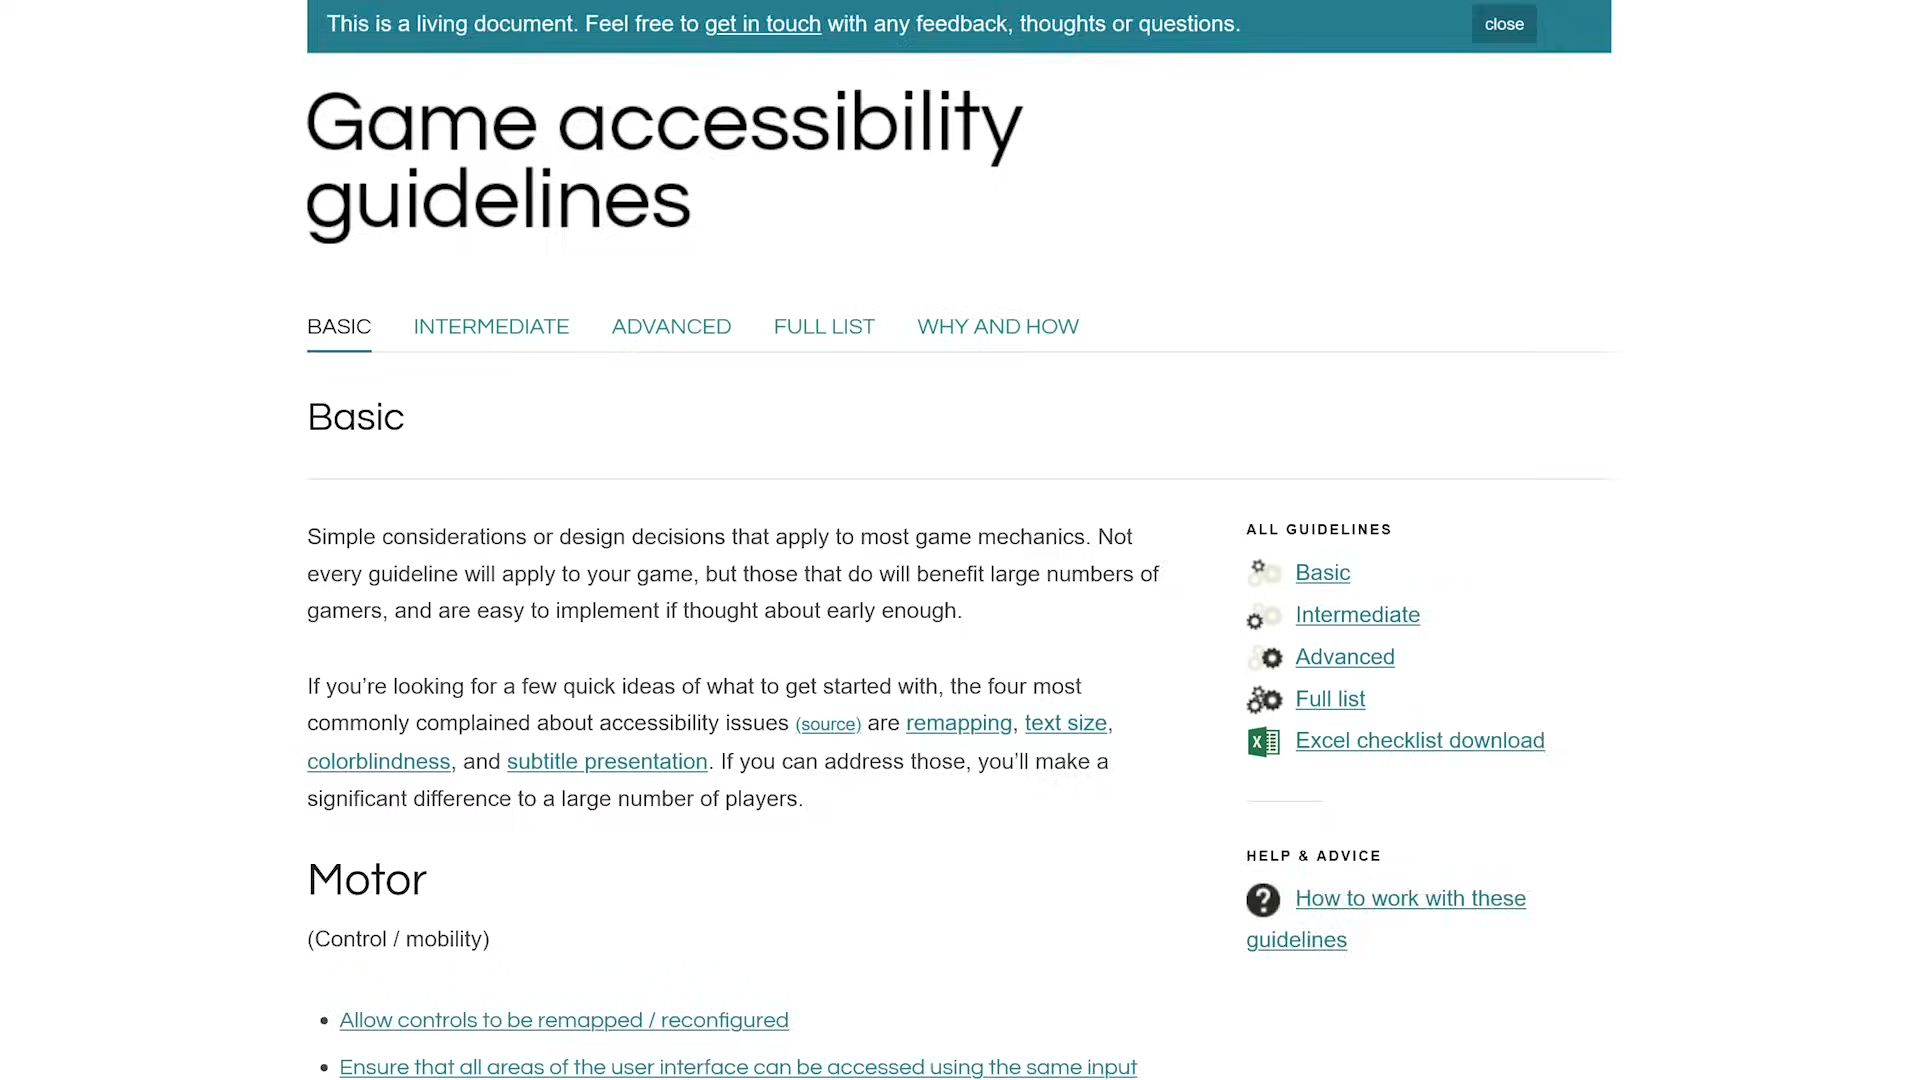 This is a living document. Feel free to get in touch with any feedback, thoughts or questions.
close
Game accessibility
guidelines
BASIC
INTERMEDIATE
ADVANCED
FULL LIST
WHY AND HOW
Basic
Simple considerations or design decisions that apply to most game mechanics. Not
every guideline will apply to your game, but those that do will benefit large numbers of
gamers, and are easy to implement if thought about early enough.
If you’re looking for a few quick ideas of what to get started with, the four most
commonly complained about accessibility issues (source) are remapping, text size,
colorblindness, and subtitle presentation. If you can address those, you’ll make a
significant difference to a large number of players.
Motor
(Control / mobility)
Allow controls to be remapped / reconfigured
Ensure that all areas of the user interface can be accessed using the same input
ALL GUIDELINES
Basic
Intermediate
Advanced
Full list
Excel checklist download
HELP & ADVICE
How to work with these
guidelines